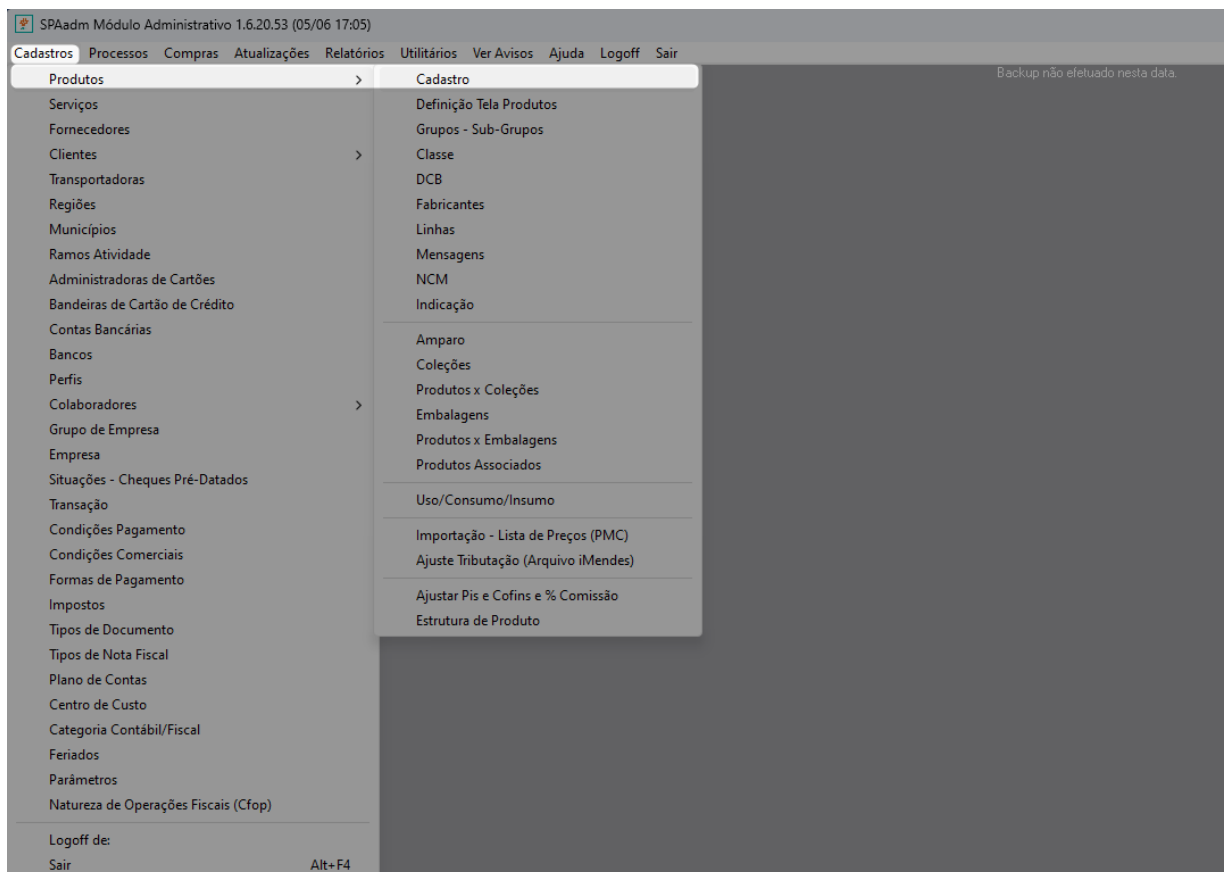 SPAadm Módulo Administrativo 1.6.20.53 (05/06 17:05)
Cadastros Processos Compras Atualizações Relatórios Utilitários Ver Avisos Ajuda Logoff Sair
Backup não efetuado nesta data.
Produtos >
Serviços
Fornecedores
Clientes >
Transportadoras
Regiões
Municípios
Ramos Atividade
Administradoras de Cartões
Bandeiras de Cartão de Crédito
Contas Bancárias
Bancos
Perfis
Colaboradores >
Grupo de Empresa
Empresa
Situações - Cheques Pré-Datados
Transação
Condições Pagamento
Condições Comerciais
Formas de Pagamento
Impostos
Tipos de Documento
Tipos de Nota Fiscal
Plano de Contas
Centro de Custo
Categoria Contábil/Fiscal
Feriados
Parâmetros
Natureza de Operações Fiscais (Cfop)
Logoff de:
Sair Alt+F4
Cadastro
Definição Tela Produtos
Grupos - Sub-Grupos
Classe
DCB
Fabricantes
Linhas
Mensagens
NCM
Indicação
Amparo
Coleções
Produtos x Coleções
Embalagens
Produtos x Embalagens
Produtos Associados
Uso/Consumo/Insumo
Importação - Lista de Preços (PMC)
Ajuste Tributação (Arquivo iMendes)
Ajustar Pis e Cofins e % Comissão
Estrutura de Produto